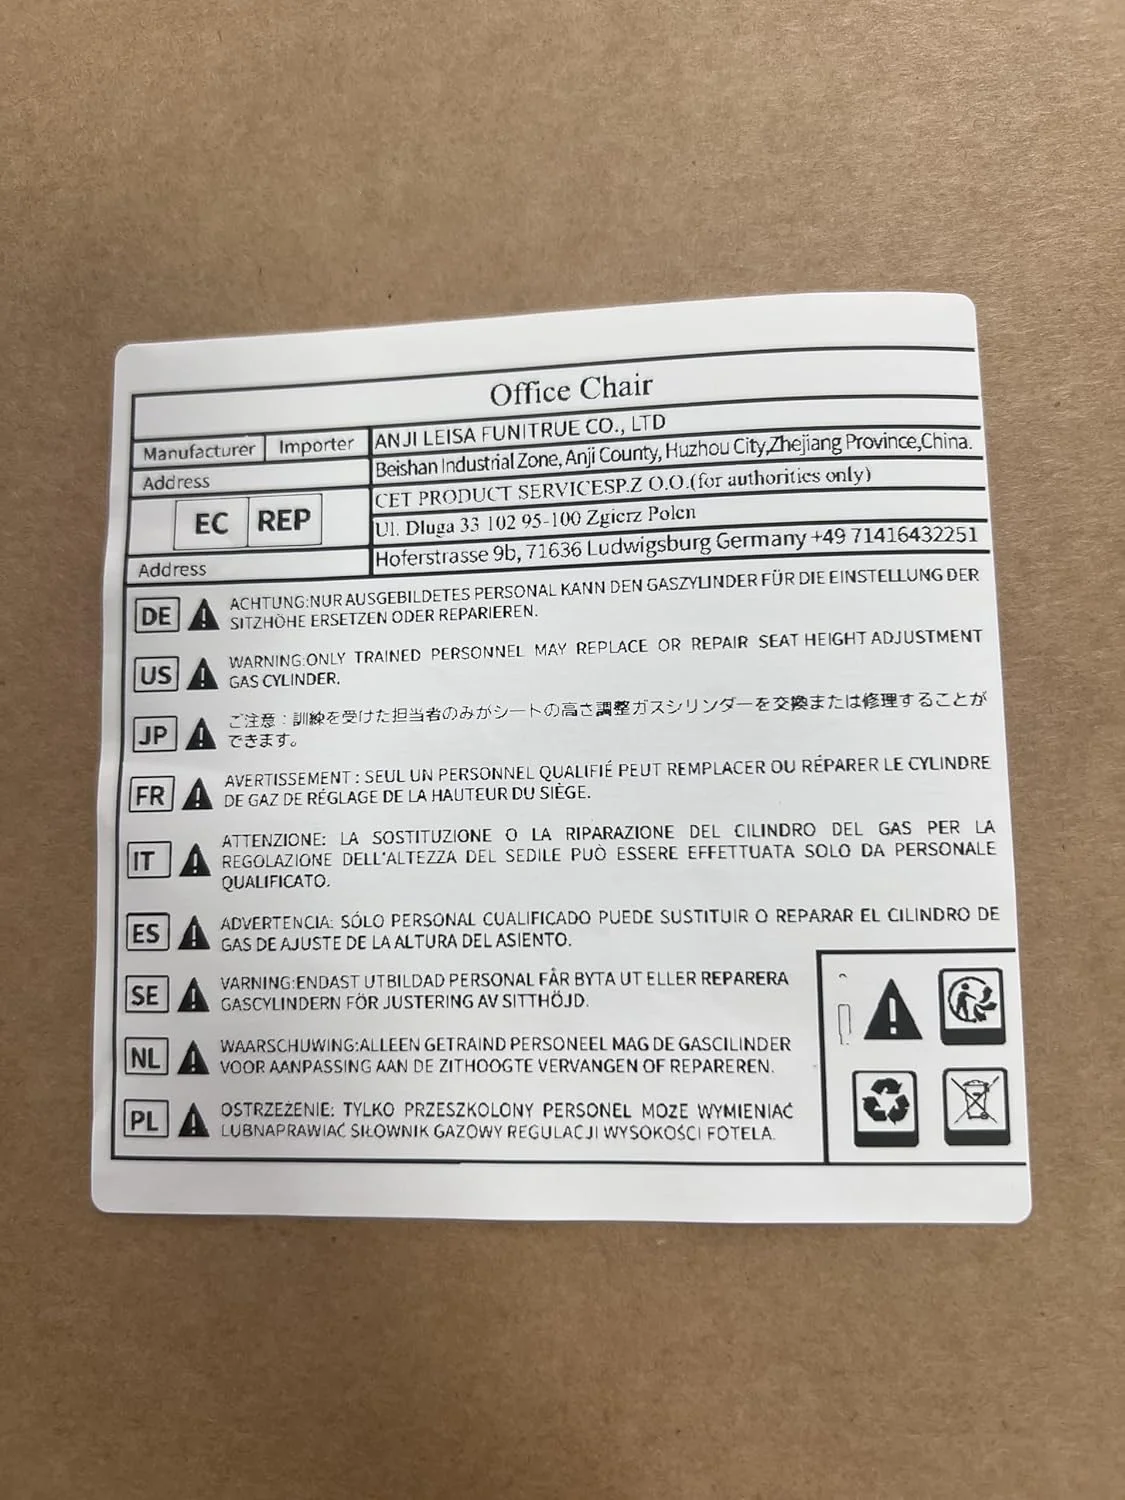 Office Chair
Manufacturer Importer ANJI LEISA FUNITRUE CO., LTD
Address Beishan Industrial Zone, Anji County, Huzhou City,Zhejiang Province,China.
EC REP CET PRODUCT SERVICESP.Z O.O.(for authorities only)
Ul. Dluga 33 102 95-100 Zgierz Polen
Address Hoferstrasse 9b, 71636 Ludwigsburg Germany +49 71416432251
DE ACHTUNG:NUR AUSGEBILDETES PERSONAL KANN DEN GASZYLINDER FÜR DIE EINSTELLUNG DER
SITZHÖHE ERSETZEN ODER REPARIEREN.
US WARNING:ONLY TRAINED PERSONNEL MAY REPLACE OR REPAIR SEAT HEIGHT ADJUSTMENT
GAS CYLINDER.
JP ご注意：訓練を受けた担当者のみがシートの高さ調整ガスシリンダーを交換または修理することが
できます。
FR AVERTISSEMENT : SEUL UN PERSONNEL QUALIFIÉ PEUT REMPLACER OU RÉPARER LE CYLINDRE
DE GAZ DE RÉGLAGE DE LA HAUTEUR DU SIÈGE.
IT ATTENZIONE: LA SOSTITUZIONE O LA RIPARAZIONE DEL CILINDRO DEL GAS PER LA
REGOLAZIONE DELL'ALTEZZA DEL SEDILE PUÒ ESSERE EFFETTUATA SOLO DA PERSONALE
QUALIFICATO.
ES ADVERTENCIA: SÓLO PERSONAL CUALIFICADO PUEDE SUSTITUIR O REPARAR EL CILINDRO DE
GAS DE AJUSTE DE LA ALTURA DEL ASIENTO.
SE VARNING:ENDAST UTBILDAD PERSONAL FÅR BYTA UT ELLER REPARERA
GASCYLINDERN FÖR JUSTERING AV SITTHÖJD.
NL WAARSCHUWING:ALLEEN GETRAIND PERSONEEL MAG DE GASCILINDER
VOOR AANPASSING AAN DE ZITHOOGTE VERVANGEN OF REPAREREN.
PL OSTRZEŻENIE: TYLKO PRZESZKOLONY PERSONEL MOZE WYMIENIAĆ
LUBNAPRAWIAĆ SIŁOWNIK GAZOWY REGULACJI WYSOKOŚCI FOTELA.